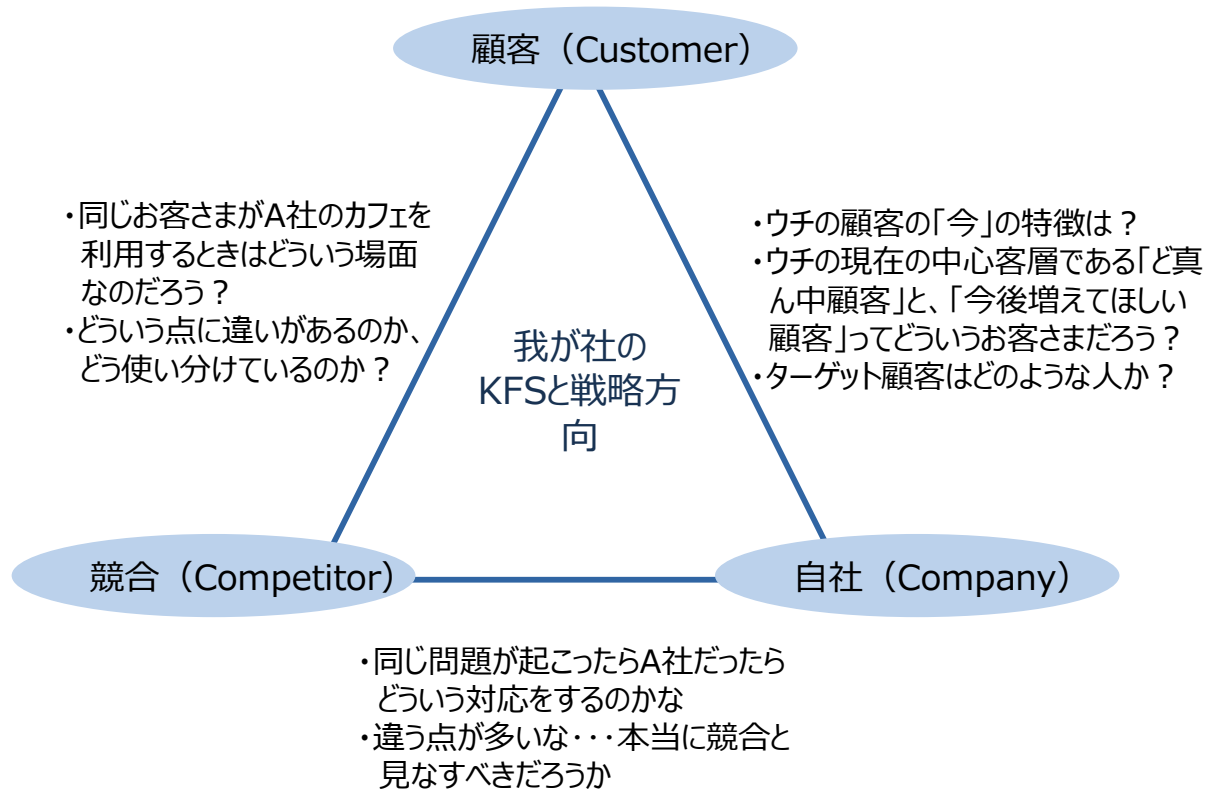 顧客（Customer）
・同じお客さまがA社のカフェを
利用するときはどういう場面
なのだろう？
・どういう点に違いがあるのか、
どう使い分けているのか？
・ウチの顧客の「今」の特徴は？
・ウチの現在の中心客層である「ど真
ん中顧客」と、「今後増えてほしい
顧客」ってどういうお客さまだろう？
・ターゲット顧客はどのような人か？
我が社の
KFSと戦略方
向
競合（Competitor）
自社（Company）
・同じ問題が起こったらA社だったら
どういう対応をするのかな
・違う点が多いな・・・本当に競合と
見なすべきだろうか